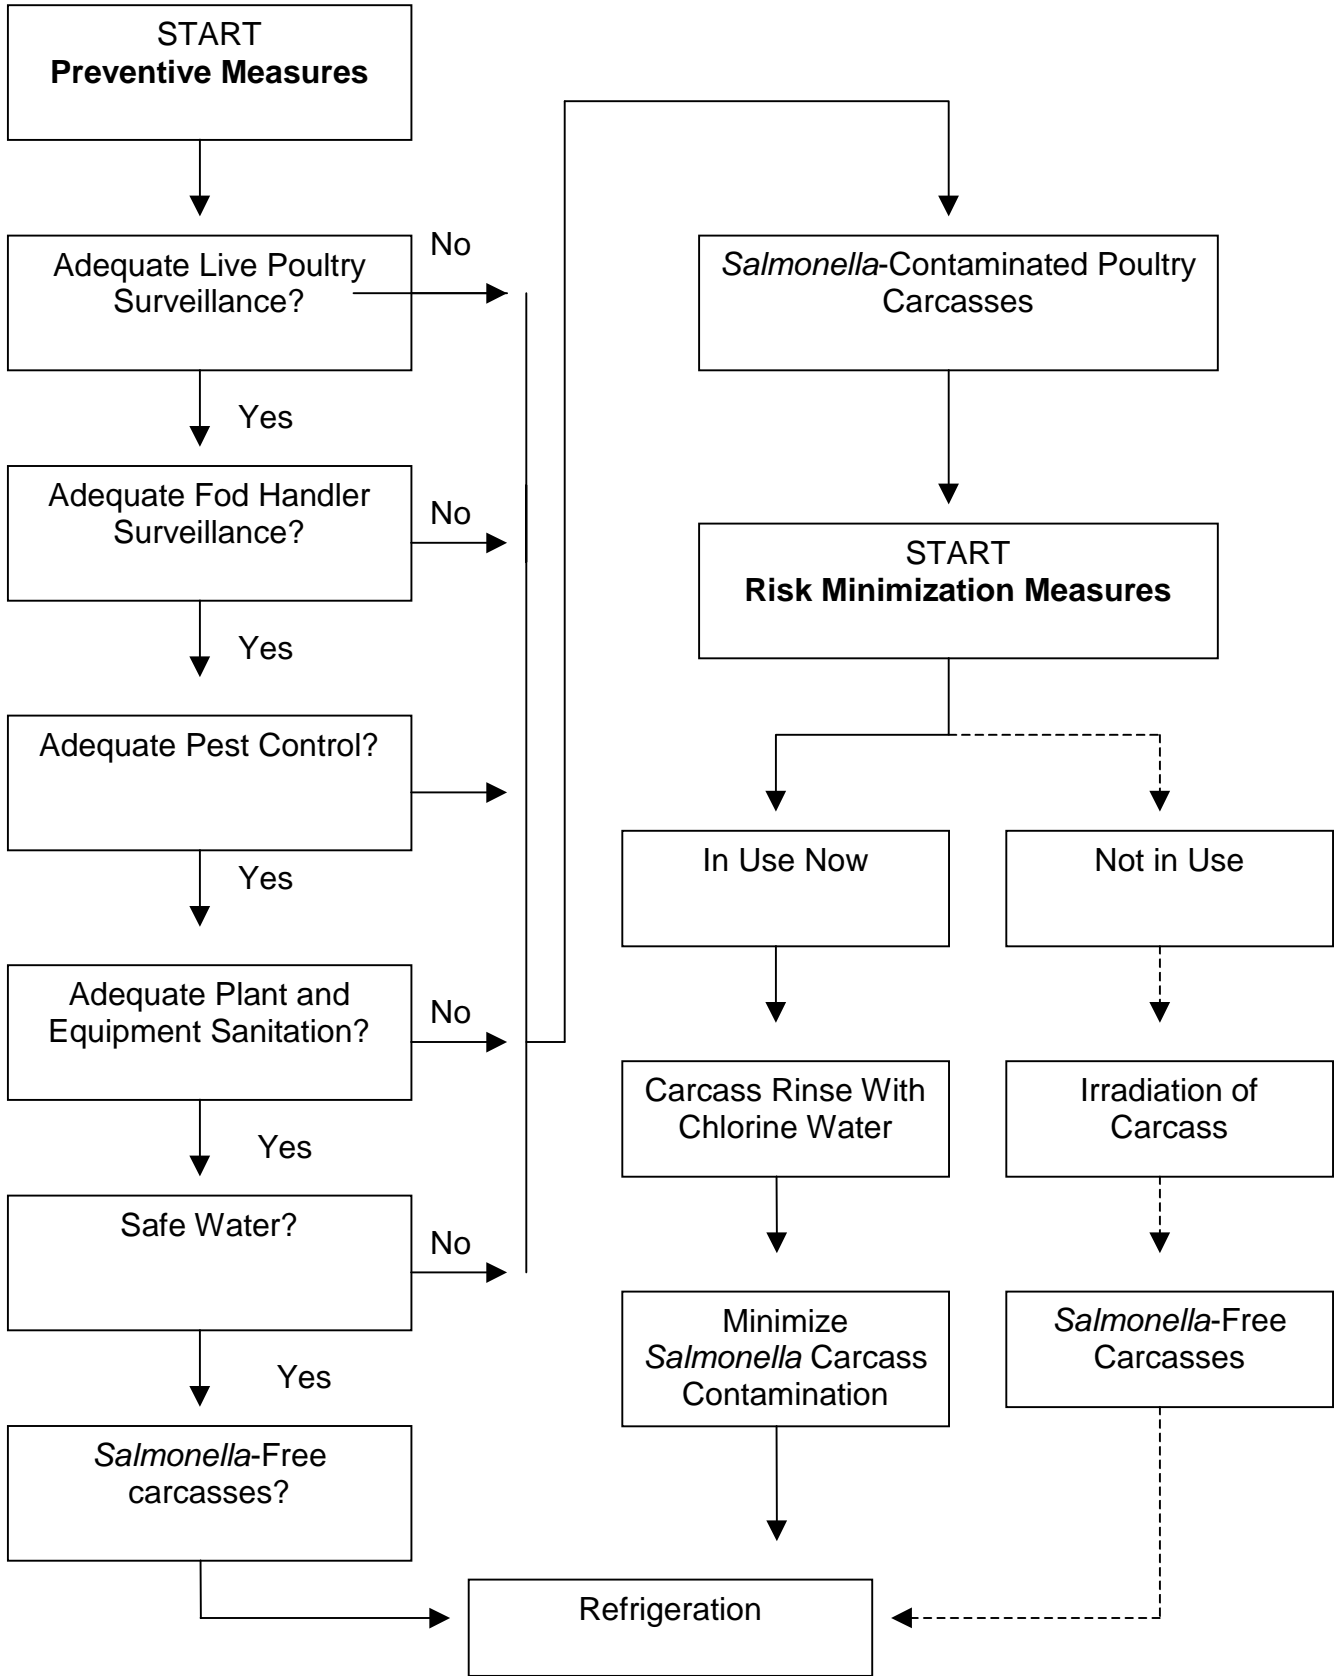 START
Preventive Measures
Adequate Live Poultry
Surveillance?
No
Yes
Adequate Fod Handler
Surveillance?
No
Yes
Adequate Pest Control?
Yes
Adequate Plant and
Equipment Sanitation?
No
Yes
Safe Water?
No
Yes
Salmonella-Free
carcasses?
Salmonella-Contaminated Poultry
Carcasses
START
Risk Minimization Measures
In Use Now
Carcass Rinse With
Chlorine Water
Minimize
Salmonella Carcass
Contamination
Not in Use
Irradiation of
Carcass
Salmonella-Free
Carcasses
Refrigeration